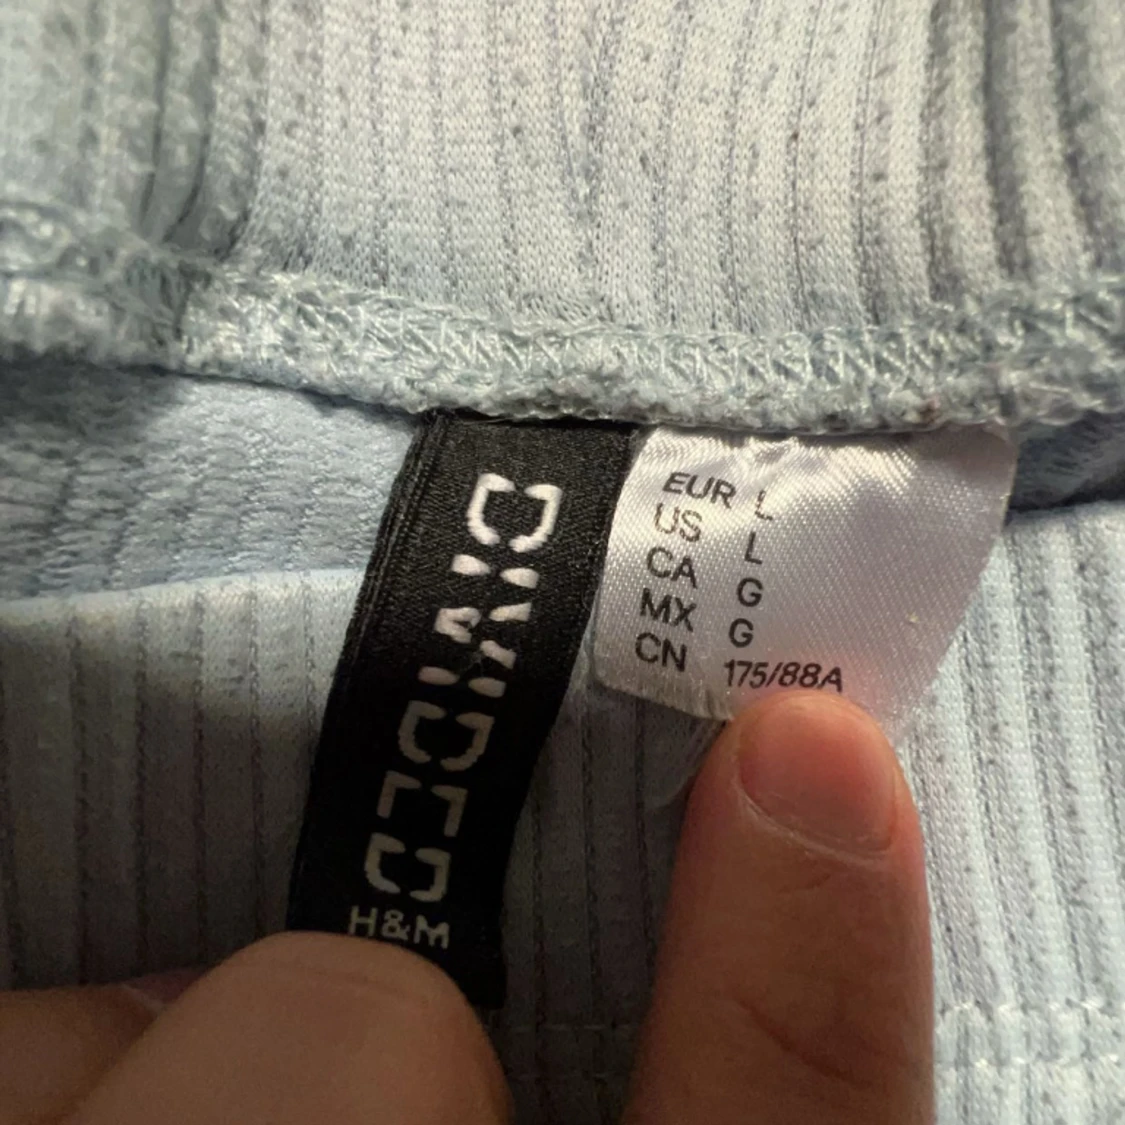 DIVIDED
H&M
EUR L
US L
CA G
MX G
CN 175/88A